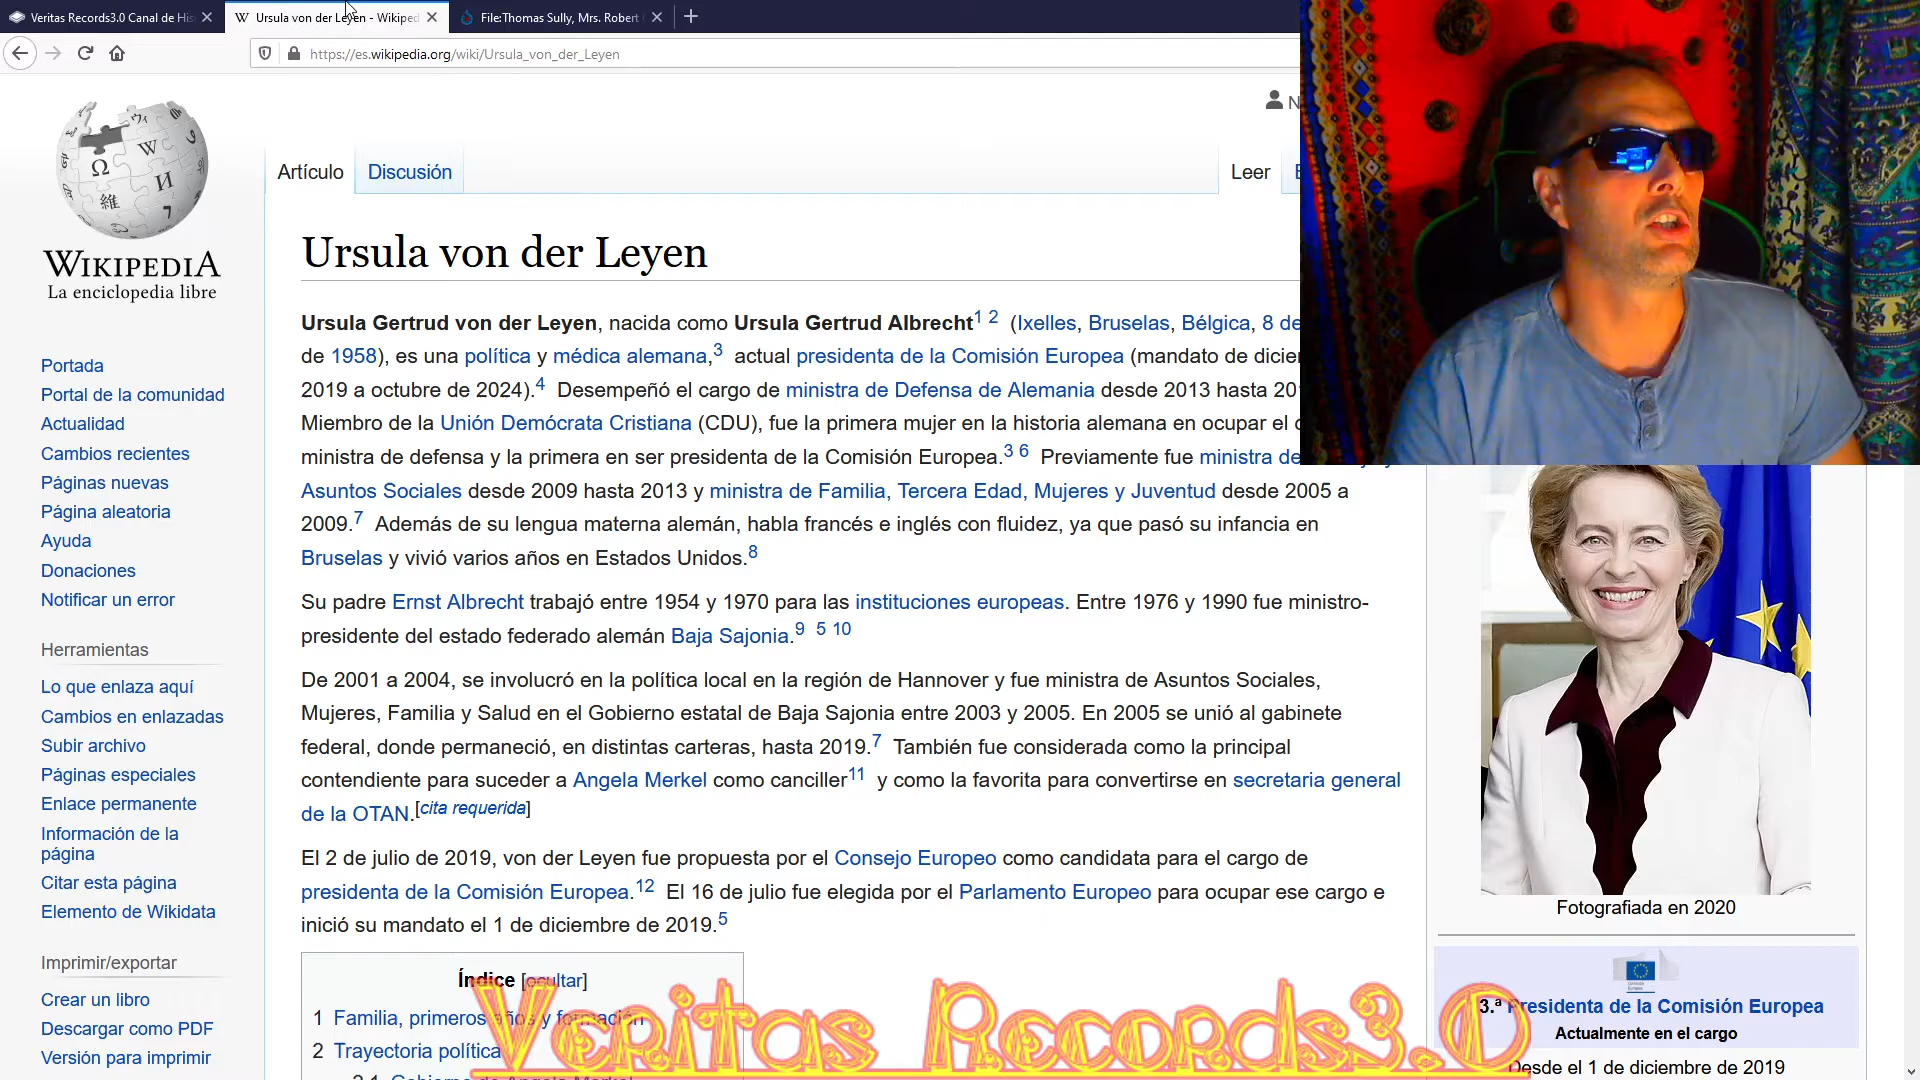 Veritas Records3.0 Canal de His
Ursula von der Leyen - Wikiped
File:Thomas Sully, Mrs. Robert
https://es.wikipedia.org/wiki/Ursula_von_der_Leyen
N
Artículo
Discusión
Leer
E
WIKIPEDIA
La enciclopedia libre
Portada
Portal de la comunidad
Actualidad
Cambios recientes
Páginas nuevas
Página aleatoria
Ayuda
Donaciones
Notificar un error
Herramientas
Lo que enlaza aquí
Cambios en enlazadas
Subir archivo
Páginas especiales
Enlace permanente
Información de la
página
Citar esta página
Elemento de Wikidata
Imprimir/exportar
Crear un libro
Descargar como PDF
Versión para imprimir
Ursula von der Leyen
Ursula Gertrud von der Leyen, nacida como Ursula Gertrud Albrecht1 2 (Ixelles, Bruselas, Bélgica, 8 de
de 1958), es una política y médica alemana,3 actual presidenta de la Comisión Europea (mandato de dicier
2019 a octubre de 2024).4 Desempeñó el cargo de ministra de Defensa de Alemania desde 2013 hasta 20
Miembro de la Unión Demócrata Cristiana (CDU), fue la primera mujer en la historia alemana en ocupar el c
ministra de defensa y la primera en ser presidenta de la Comisión Europea.3 6 Previamente fue ministra de
Asuntos Sociales desde 2009 hasta 2013 y ministra de Familia, Tercera Edad, Mujeres y Juventud desde 2005 a
2009.7 Además de su lengua materna alemán, habla francés e inglés con fluidez, ya que pasó su infancia en
Bruselas y vivió varios años en Estados Unidos.8
Su padre Ernst Albrecht trabajó entre 1954 y 1970 para las instituciones europeas. Entre 1976 y 1990 fue ministro-
presidente del estado federado alemán Baja Sajonia.9 5 10
De 2001 a 2004, se involucró en la política local en la región de Hannover y fue ministra de Asuntos Sociales,
Mujeres, Familia y Salud en el Gobierno estatal de Baja Sajonia entre 2003 y 2005. En 2005 se unió al gabinete
federal, donde permaneció, en distintas carteras, hasta 2019.7 También fue considerada como la principal
contendiente para suceder a Angela Merkel como canciller11 y como la favorita para convertirse en secretaria general
de la OTAN.[cita requerida]
El 2 de julio de 2019, von der Leyen fue propuesta por el Consejo Europeo como candidata para el cargo de
presidenta de la Comisión Europea.12 El 16 de julio fue elegida por el Parlamento Europeo para ocupar ese cargo e
inició su mandato el 1 de diciembre de 2019.5
Índice [ocultar]
1 Familia, primeros años y formación
2 Trayectoria política
2.1 Gobierno de Angela Merkel
Fotografiada en 2020
3.ª Presidenta de la Comisión Europea
Actualmente en el cargo
Desde el 1 de diciembre de 2019
Veritas Records3.0